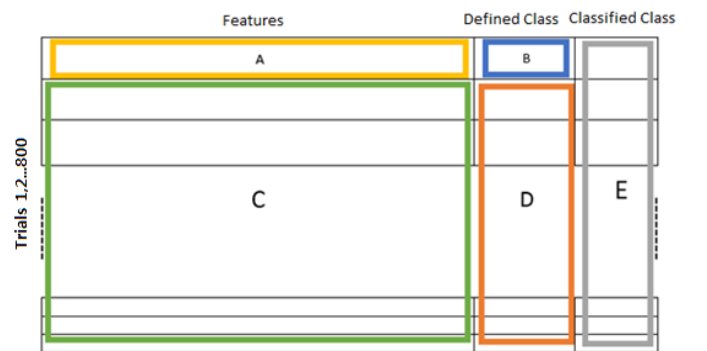 Features
Defined Class
Classified Class
A
B
Trials 1,2...800
C
D
E